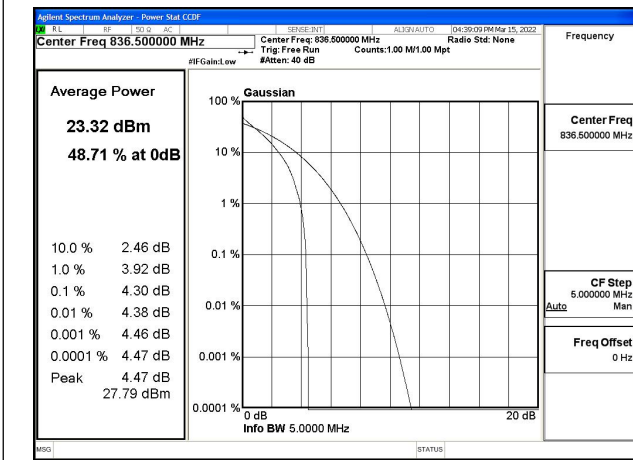 Agilent Spectrum Analyzer - Power Stat CCDF
RL RF 50 Ω AC SENSE:INT ALIGN AUTO 04:39:09 PM Mar 15, 2022
Center Freq 836.500000 MHz
Center Freq: 836.500000 MHz Radio Std: None
Trig: Free Run Counts:1.00 M/1.00 Mpt
#IFGain:Low #Atten: 40 dB
Frequency
Average Power
23.32 dBm
48.71 % at 0dB
10.0 % 2.46 dB
1.0 % 3.92 dB
0.1 % 4.30 dB
0.01 % 4.38 dB
0.001 % 4.46 dB
0.0001 % 4.47 dB
Peak 4.47 dB
27.79 dBm
Gaussian
100 %
10 %
1 %
0.1 %
0.01 %
0.001 %
0.0001 %
0 dB 20 dB
Info BW 5.0000 MHz
Center Freq
836.500000 MHz
CF Step
5.000000 MHz
Auto Man
Freq Offset
0 Hz
MSG STATUS